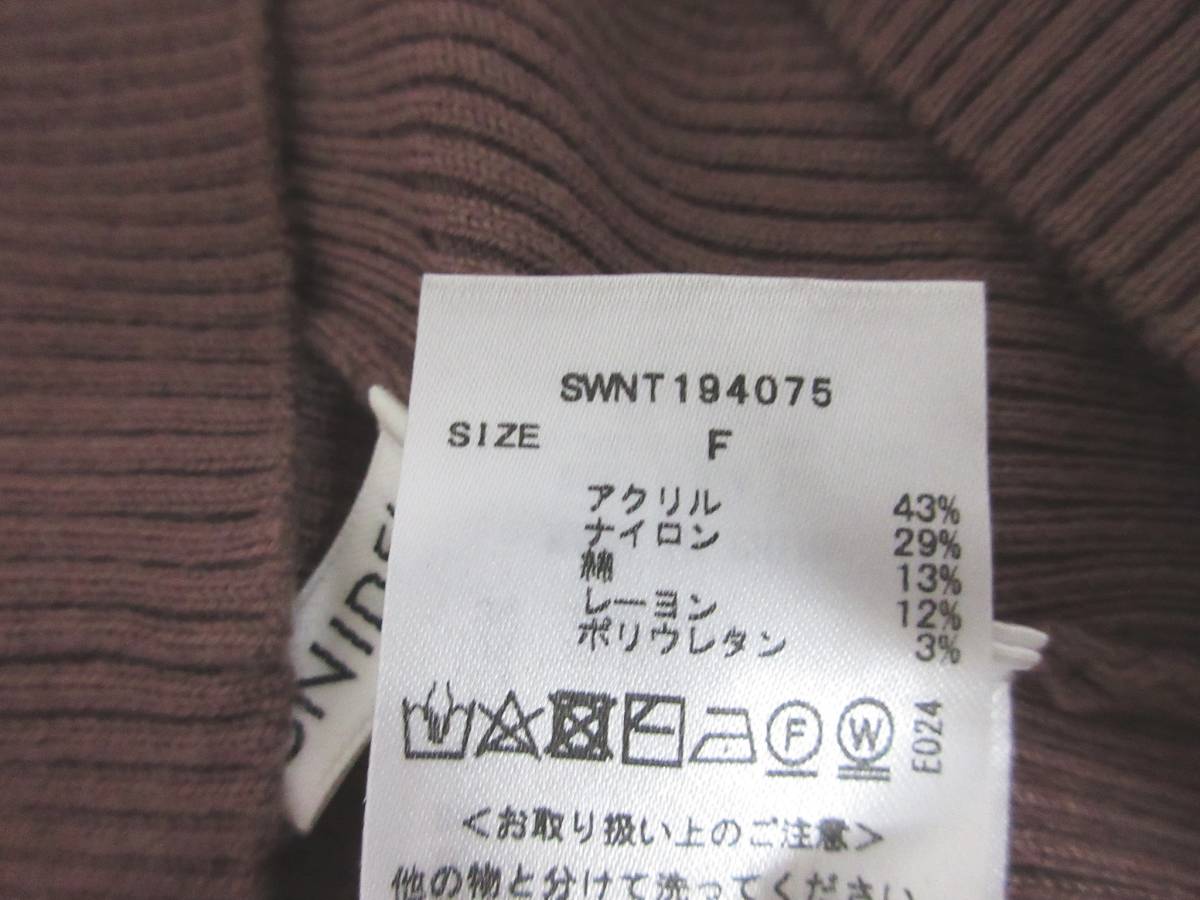 SWNT194075
SIZE F
アクリル 43%
ナイロン 29%
綿 13%
レーヨン 12%
ポリウレタン 3%
F W E024
<お取り扱い上のご注意>
他の物と分けて洗ってください
NIDE